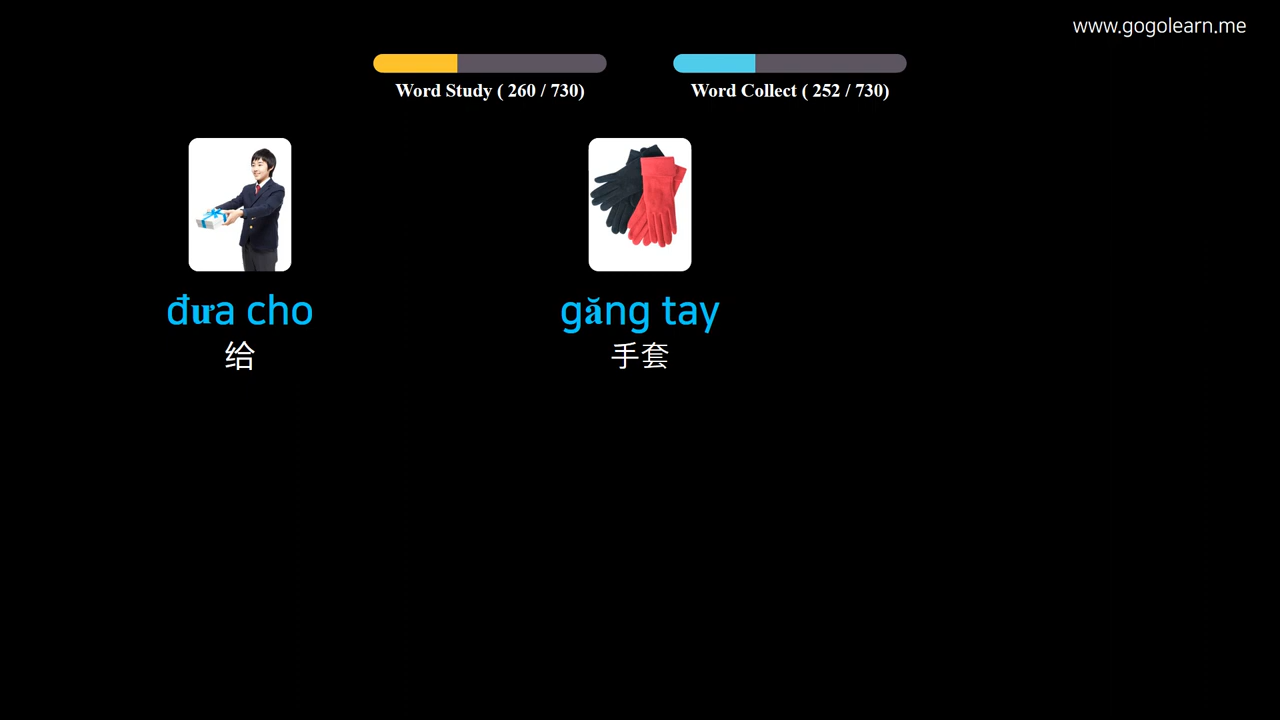 www.gogolearn.me
Word Study ( 260 / 730)
Word Collect ( 252 / 730)
đưa cho
给
găng tay
手套